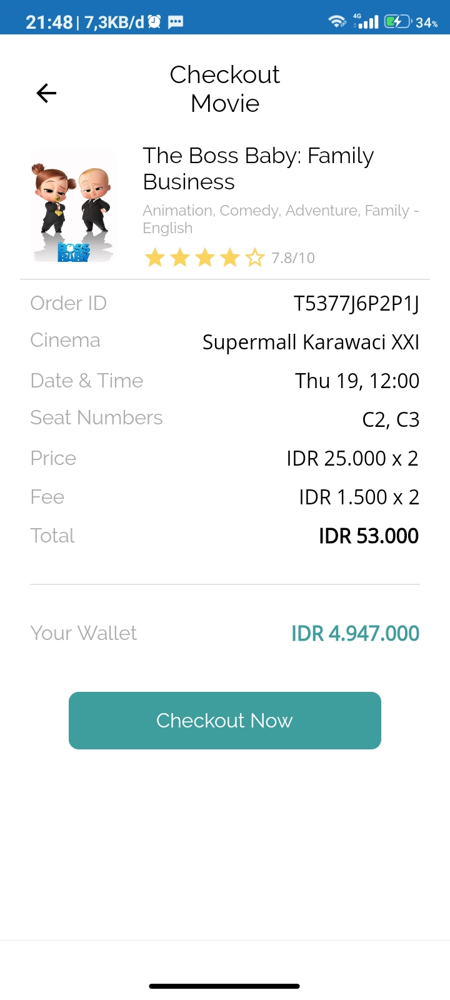 21:48 | 7,3KB/d
4G
34%
Checkout
Movie
The Boss Baby: Family
Business
Animation, Comedy, Adventure, Family -
English
7.8/10
BOSS
BABY
Order ID T5377J6P2P1J
Cinema Supermall Karawaci XXI
Date & Time Thu 19, 12:00
Seat Numbers C2, C3
Price IDR 25.000 x 2
Fee IDR 1.500 x 2
Total IDR 53.000
Your Wallet IDR 4.947.000
Checkout Now